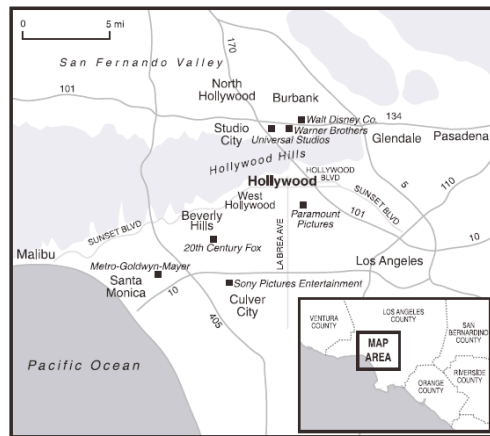 0 5 mi
San Fernando Valley
170
101
North
Hollywood
Burbank
Walt Disney Co.
134
Studio
City
Warner Brothers
Universal Studios
Glendale
Pasadena
Hollywood Hills
HOLLYWOOD
BLVD
Hollywood
5
110
West
Hollywood
SUNSET BLVD
Beverly
Hills
Paramount
Pictures
101
SUNSET BLVD
20th Century Fox
LA BREA AVE
10
Malibu
Los Angeles
Metro-Goldwyn-Mayer
Santa
Monica
10
Sony Pictures Entertainment
Culver
City
405
Pacific Ocean
VENTURA
COUNTY
LOS ANGELES
COUNTY
SAN
BERNARDINO
COUNTY
MAP
AREA
ORANGE
COUNTY
RIVERSIDE
COUNTY